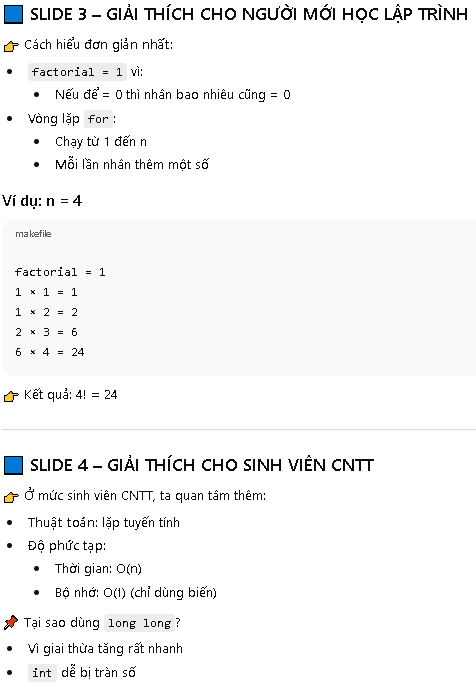 SLIDE 3 – GIẢI THÍCH CHO NGƯỜI MỚI HỌC LẬP TRÌNH
Cách hiểu đơn giản nhất:
factorial = 1 vì:
Nếu để = 0 thì nhân bao nhiêu cũng = 0
Vòng lặp for:
Chạy từ 1 đến n
Mỗi lần nhân thêm một số
Ví dụ: n = 4
makefile
factorial = 1
1 × 1 = 1
1 × 2 = 2
2 × 3 = 6
6 × 4 = 24
Kết quả: 4! = 24
SLIDE 4 – GIẢI THÍCH CHO SINH VIÊN CNTT
Ở mức sinh viên CNTT, ta quan tâm thêm:
Thuật toán: lặp tuyến tính
Độ phức tạp:
Thời gian: O(n)
Bộ nhớ: O(1) (chỉ dùng biến)
Tại sao dùng long long?
Vì giai thừa tăng rất nhanh
int dễ bị tràn số